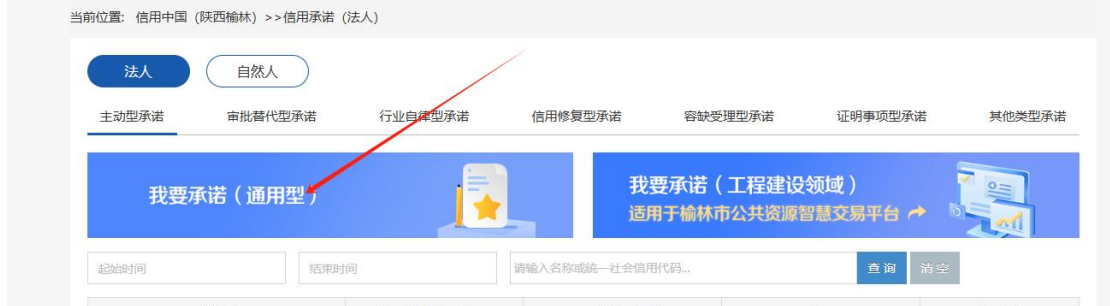 当前位置: 信用中国 (陕西榆林) >>信用承诺 (法人)
法人 自然人
主动型承诺 审批替代型承诺 行业自律型承诺 信用修复型承诺 容缺受理型承诺 证明事项型承诺 其他类型承诺
我要承诺（通用型）
我要承诺（工程建设领域）
适用于榆林市公共资源智慧交易平台
起始时间 结束时间 请输入名称或统一社会信用代码... 查询 清空